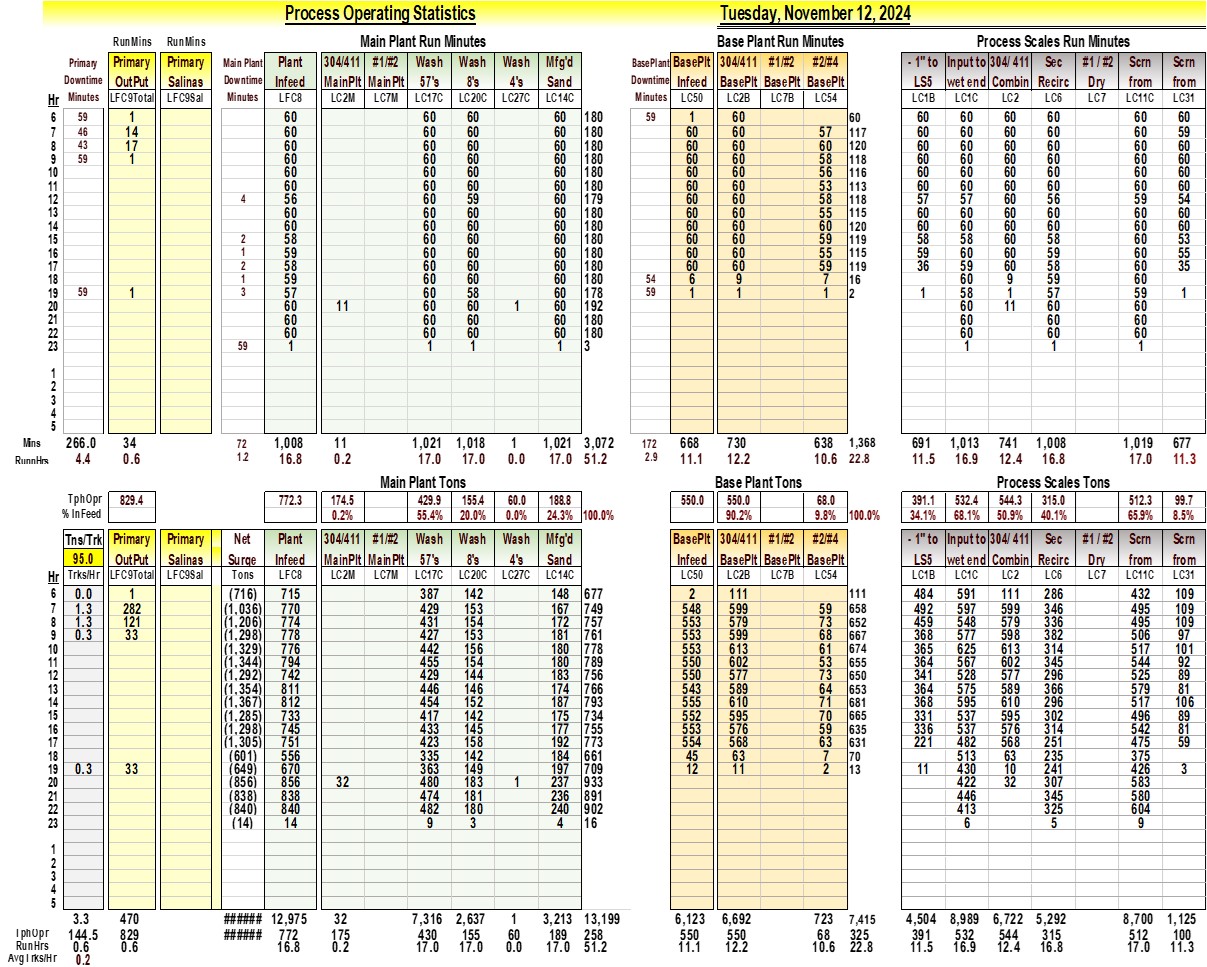 Process Operating Statistics Tuesday, November 12, 2024
RunMins RunMins Main Plant Run Minutes Base Plant Run Minutes Process Scales Run Minutes
Primary Primary Primary Main Plant Plant 304/411 #1/#2 Wash Wash Wash Mfg'd BasePlant BasePlt 304/411 #1/#2 #2/#4 - 1" to Input to 304/ 411 Sec #1 / #2 Scrn Scrn
Downtime OutPut Salinas Downtime Infeed MainPlt MainPlt 57's 8's 4's Sand Downtime Infeed BasePlt BasePlt BasePlt LS5 wet end Combin Recirc Dry from from
Hr Minutes LFC9Total LFC9Sal Minutes LFC8 LC2M LC7M LC17C LC20C LC27C LC14C Minutes LC50 LC2B LC7B LC54 LC1B LC1C LC2 LC6 LC7 LC11C LC31
6 59 1 60 60 60 60 180 59 1 60 60 60 60 60 60 60 60
7 46 14 60 60 60 60 180 60 60 57 117 60 60 60 60 60 59
8 43 17 60 60 60 60 180 60 60 60 120 60 60 60 60 60 60
9 59 1 60 60 60 60 180 60 60 58 118 60 60 60 60 60 60
10 60 60 60 60 180 60 60 56 116 60 60 60 60 60 60
11 60 60 60 60 180 60 60 53 113 60 60 60 60 60 60
12 4 56 60 59 60 179 60 60 58 118 57 57 60 56 59 54
13 60 60 60 60 180 60 60 55 115 60 60 60 60 60 60
14 60 60 60 60 180 60 60 60 120 60 60 60 60 60 60
15 2 58 60 60 60 180 60 60 59 119 58 58 60 58 60 53
16 1 59 60 60 60 180 60 60 55 115 59 60 60 59 60 55
17 2 58 60 60 60 180 60 60 59 119 36 59 60 58 60 35
18 1 59 60 60 60 180 54 6 9 7 16 60 9 59 60
19 59 1 3 57 60 58 60 178 59 1 1 1 2 1 58 1 57 59 1
20 60 11 60 60 1 60 192 60 11 60 60
21 60 60 60 60 180 60 60 60
22 60 60 60 60 180 60 60 60
23 59 1 1 1 1 3 1 1 1
1
2
3
4
5
Mins 266.0 34 72 1,008 11 1,021 1,018 1 1,021 3,072 172 668 730 638 1,368 691 1,013 741 1,008 1,019 677
RunnHrs 4.4 0.6 1.2 16.8 0.2 17.0 17.0 0.0 17.0 51.2 2.9 11.1 12.2 10.6 22.8 11.5 16.9 12.4 16.8 17.0 11.3
Main Plant Tons Base Plant Tons Process Scales Tons
TphOpr 829.4 772.3 174.5 429.9 155.4 60.0 188.8 550.0 550.0 68.0 391.1 532.4 544.3 315.0 512.3 99.7
% InFeed 0.2% 55.4% 20.0% 0.0% 24.3% 100.0% 90.2% 9.8% 100.0% 34.1% 68.1% 50.9% 40.1% 65.9% 8.5%
Tns/Trk Primary Primary Net Plant 304/411 #1/#2 Wash Wash Wash Mfg'd BasePlt 304/411 #1/#2 #2/#4 - 1" to Input to 304/ 411 Sec #1 / #2 Scrn Scrn
95.0 OutPut Salinas Surge Infeed MainPlt MainPlt 57's 8's 4's Sand Infeed BasePlt BasePlt BasePlt LS5 wet end Combin Recirc Dry from from
Hr Trks/Hr LFC9Total LFC9Sal Tons LFC8 LC2M LC7M LC17C LC20C LC27C LC14C LC50 LC2B LC7B LC54 LC1B LC1C LC2 LC6 LC7 LC11C LC31
6 0.0 1 (716) 715 387 142 148 677 2 111 111 484 591 111 286 432 109
7 1.3 282 (1,036) 770 429 153 167 749 548 599 59 658 492 597 599 346 495 109
8 1.3 121 (1,206) 774 431 154 172 757 553 579 73 652 459 548 579 336 495 109
9 0.3 33 (1,298) 778 427 153 181 761 553 599 68 667 368 577 598 382 506 97
10 (1,329) 776 442 156 180 778 553 613 61 674 365 625 613 314 517 101
11 (1,344) 794 455 154 180 789 550 602 53 655 364 567 602 345 544 92
12 (1,292) 742 429 144 183 756 550 577 73 650 341 528 577 296 525 89
13 (1,354) 811 446 146 174 766 543 589 64 653 364 575 589 366 479 81
14 (1,367) 812 454 152 187 793 555 610 71 681 368 595 610 296 517 106
15 (1,285) 733 417 142 175 734 552 595 70 665 331 537 595 302 496 89
16 (1,298) 745 433 145 177 755 553 576 59 635 336 537 576 314 542 81
17 (1,305) 751 423 158 192 773 554 568 63 631 221 482 568 251 475 59
18 (601) 556 335 142 184 661 45 63 7 70 513 63 235 375
19 0.3 33 (649) 670 363 149 197 709 12 11 2 13 11 430 10 241 426 3
20 (856) 856 32 480 183 1 237 933 422 32 307 583
21 (838) 838 474 181 236 891 446 345 580
22 (840) 840 482 180 240 902 413 325 604
23 (14) 14 9 3 4 16 6 5 9
1
2
3
4
5
3.3 470 ###### 12,975 32 7,316 2,637 1 3,213 13,199 6,123 6,692 723 7,415 4,504 8,989 6,722 5,292 8,700 1,125
TphOpr 144.5 829 ###### 772 175 430 155 60 189 258 550 550 68 325 391 532 544 315 512 100
RunHrs 0.6 0.6 16.8 0.2 17.0 17.0 0.0 17.0 51.2 11.1 12.2 10.6 22.8 11.5 16.9 12.4 16.8 17.0 11.3
AvgTrks/Hr 0.2